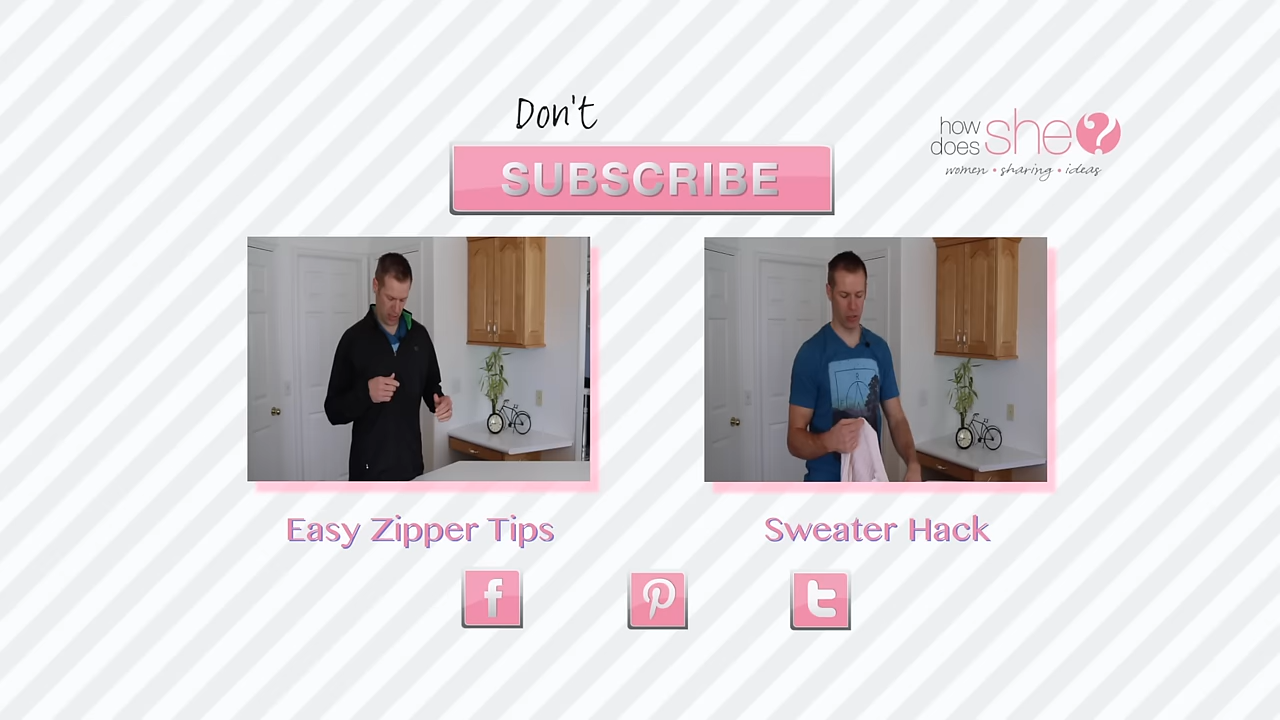 Don't
SUBSCRIBE
how does she?
women • sharing • ideas
Easy Zipper Tips
Sweater Hack